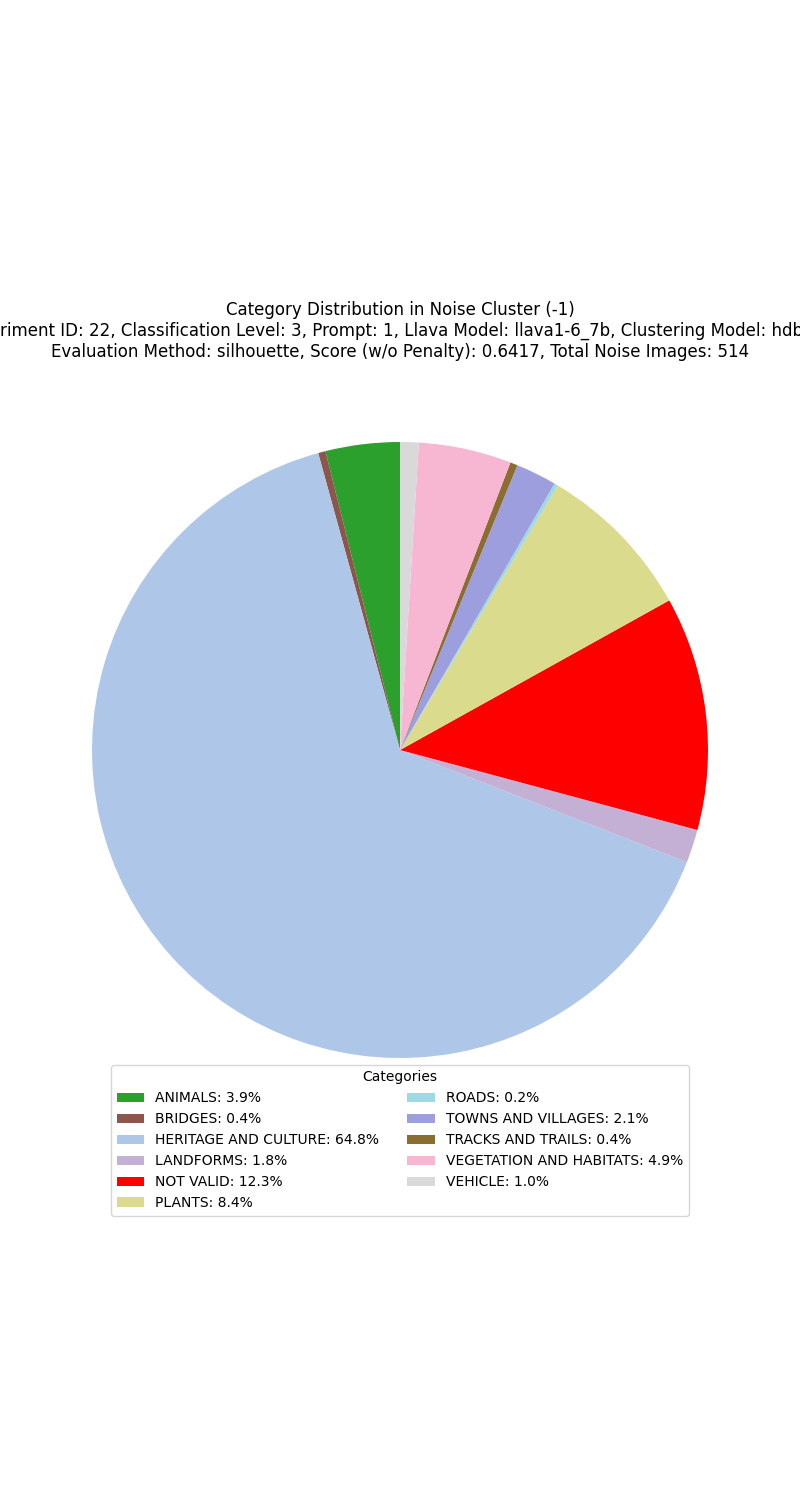 Category Distribution in Noise Cluster (-1)
riment ID: 22, Classification Level: 3, Prompt: 1, Llava Model: llava1-6_7b, Clustering Model: hdb
Evaluation Method: silhouette, Score (w/o Penalty): 0.6417, Total Noise Images: 514
Categories
ANIMALS: 3.9%
BRIDGES: 0.4%
HERITAGE AND CULTURE: 64.8%
LANDFORMS: 1.8%
NOT VALID: 12.3%
PLANTS: 8.4%
ROADS: 0.2%
TOWNS AND VILLAGES: 2.1%
TRACKS AND TRAILS: 0.4%
VEGETATION AND HABITATS: 4.9%
VEHICLE: 1.0%